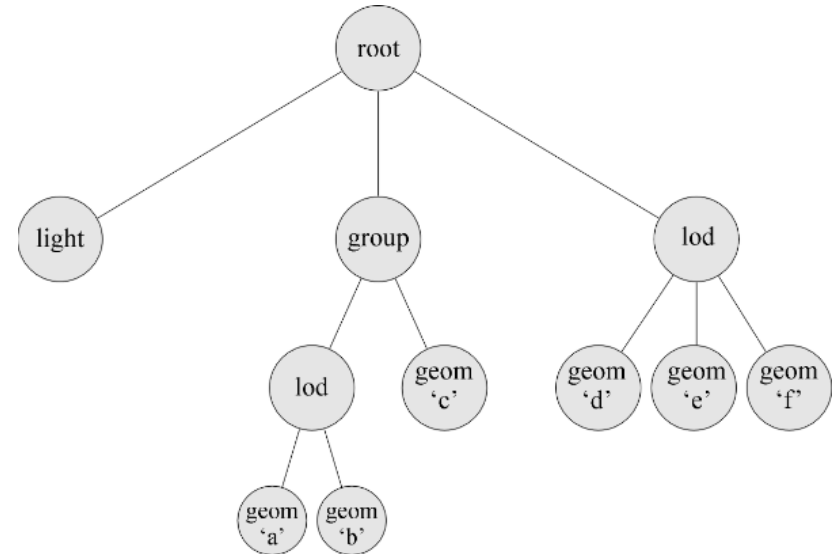 root
light
group
lod
lod
geom
‘c’
geom
‘d’
geom
‘e’
geom
‘f’
geom
‘a’
geom
‘b’